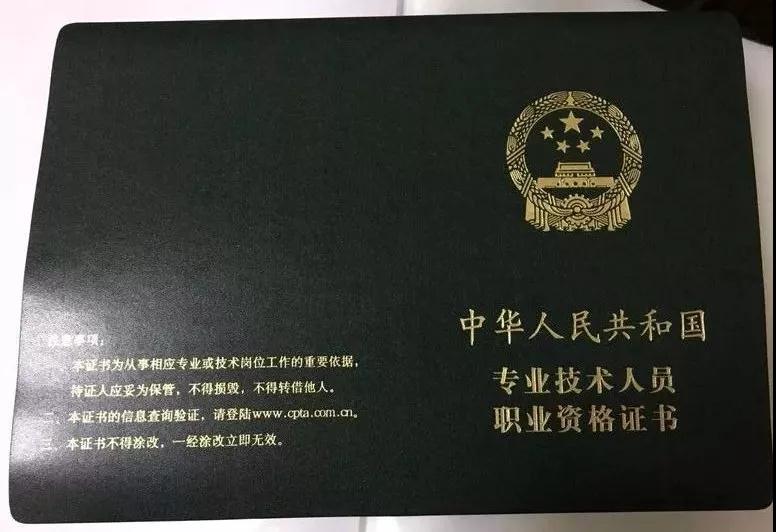 中华人民共和国
专业技术人员
职业资格证书
注意事项：
本证书为从事相应专业或技术岗位工作的重要依据，
持证人应妥为保管，不得损毁，不得转借他人。
二、本证书的信息查询验证，请登陆www.cpta.com.cn。
三、本证书不得涂改，一经涂改立即无效。